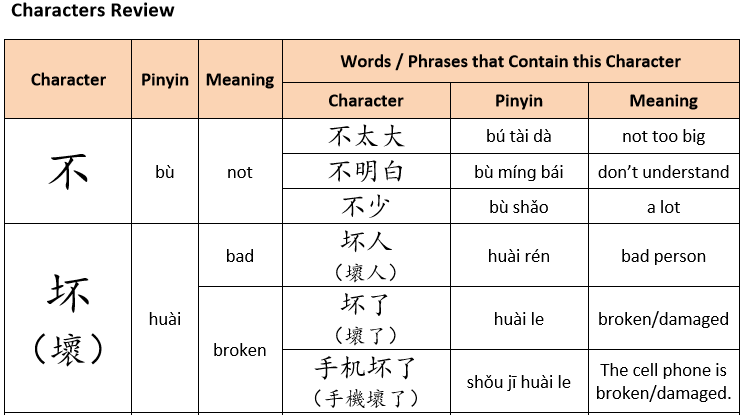 Characters Review
Words / Phrases that Contain this Character
Character Pinyin Meaning
Character Pinyin Meaning
不 bù not
不太大 bú tài dà not too big
不明白 bù míng bái don't understand
不少 bù shǎo a lot
坏
（壞）
huài
bad
坏人
（壞人）
huài rén bad person
broken
坏了
（壞了）
huài le broken/damaged
手机坏了
（手機壞了）
shǒu jī huài le
The cell phone is
broken/damaged.